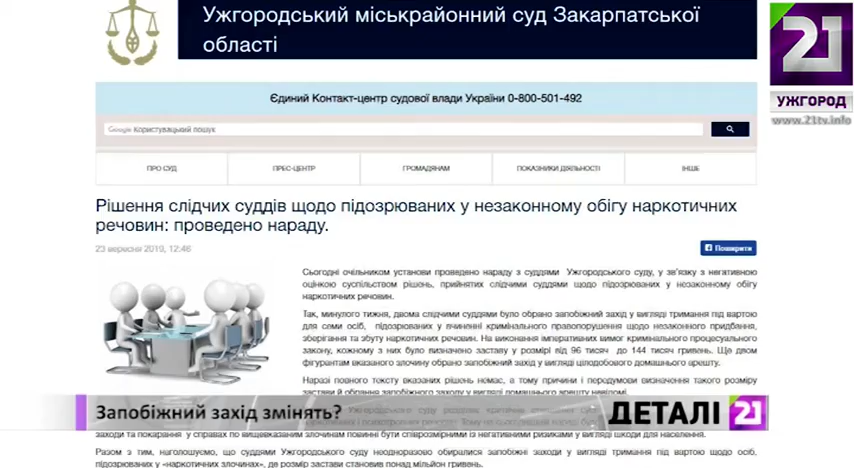 Ужгородський міськрайонний суд Закарпатської
області
21
УЖГОРОД
www.21tv.info
Єдиний Контакт-центр судової влади України 0-800-501-492
Google Користувацький пошук
ПРО СУД
ПРЕС-ЦЕНТР
ГРОМАДЯНАМ
ПОКАЗНИКИ ДІЯЛЬНОСТІ
ІНШЕ
Рішення слідчих суддів щодо підозрюваних у незаконному обігу наркотичних
речовин: проведено нараду.
23 вересня 2019, 12:46
Поширити
Сьогодні очільником установи проведено нараду з суддями Ужгородського суду, у зв'язку з негативною
оцінкою суспільством рішень, прийнятих слідчими суддями щодо підозрюваних у незаконному обігу
наркотичних речовин.
Так, минулого тижня, двома слідчими суддями було обрано запобіжний захід у вигляді тримання під вартою
для семи осіб, підозрюваних у вчиненні кримінального правопорушення щодо незаконного придбання,
зберігання та збуту наркотичних речовин. На виконання імперативних вимог кримінального процесуального
закону, кожному з них було визначено заставу у розмірі від 96 тисяч до 144 тисяч гривень. Ще двом
фігурантам вказаного злочину обрано запобіжний захід у вигляді цілодобового домашнього арешту.
Наразі повного тексту вказаних рішень немає, а тому причини і передумови визначення такого розміру
застави й обрання запобіжного заходу у вигляді домашнього арешту невідомі.
Запобіжний захід змінять?
ДЕТАЛІ 21
заходи та покарання у справах по вищевказаним злочинам повинні бути співрозмірними із негативними ризиками у вигляді шкоди для населення.
Разом з тим, наголошуємо, що суддями Ужгородського суду неодноразово обиралися запобіжні заходи у вигляді тримання під вартою щодо осіб,
підозрюваних у «наркотичних злочинах», де розмір застави становив понад мільйон гривень.